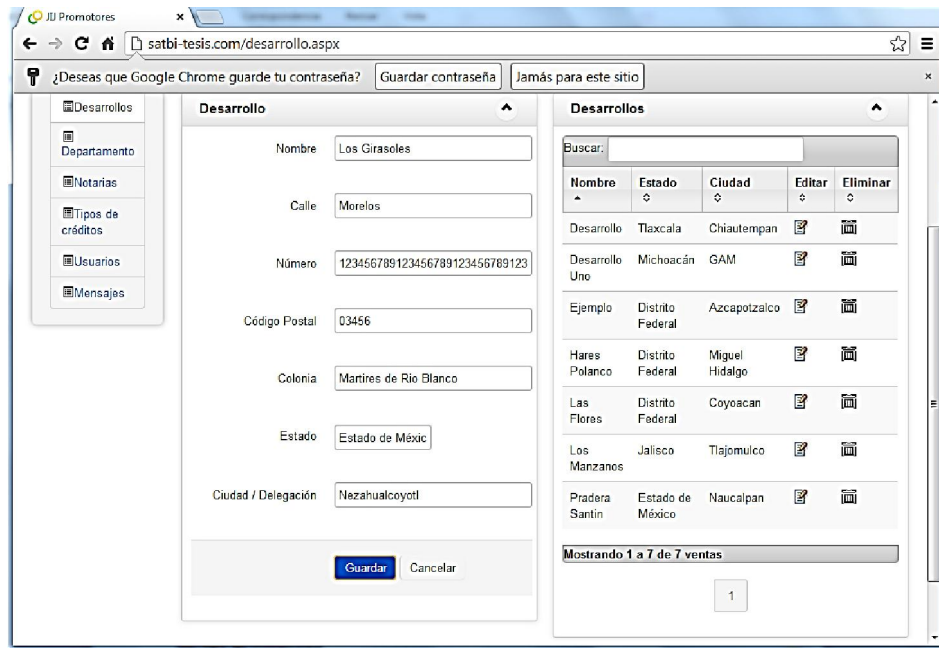 JIJ Promotores
satbi-tesis.com/desarrollo.aspx
¿Deseas que Google Chrome guarde tu contraseña? Guardar contraseña Jamás para este sitio
Desarrollos
Departamento
Notarias
Tipos de
créditos
Usuarios
Mensajes
Desarrollo
Nombre Los Girasoles
Calle Morelos
Número 123456789123456789123456789123
Código Postal 03456
Colonia Martires de Rio Blanco
Estado Estado de Méxic
Ciudad / Delegación Nezahualcoyotl
Guardar Cancelar
Desarrollos
Buscar:
Nombre Estado Ciudad Editar Eliminar
Desarrollo Tlaxcala Chiautempan
Desarrollo Michoacán GAM
Uno
Ejemplo Distrito Azcapotzalco
Federal
Hares Distrito Miguel
Polanco Federal Hidalgo
Las Distrito Coyoacan
Flores Federal
Los Jalisco Tlajomulco
Manzanos
Pradera Estado de Naucalpan
Santin México
Mostrando 1 a 7 de 7 ventas
1